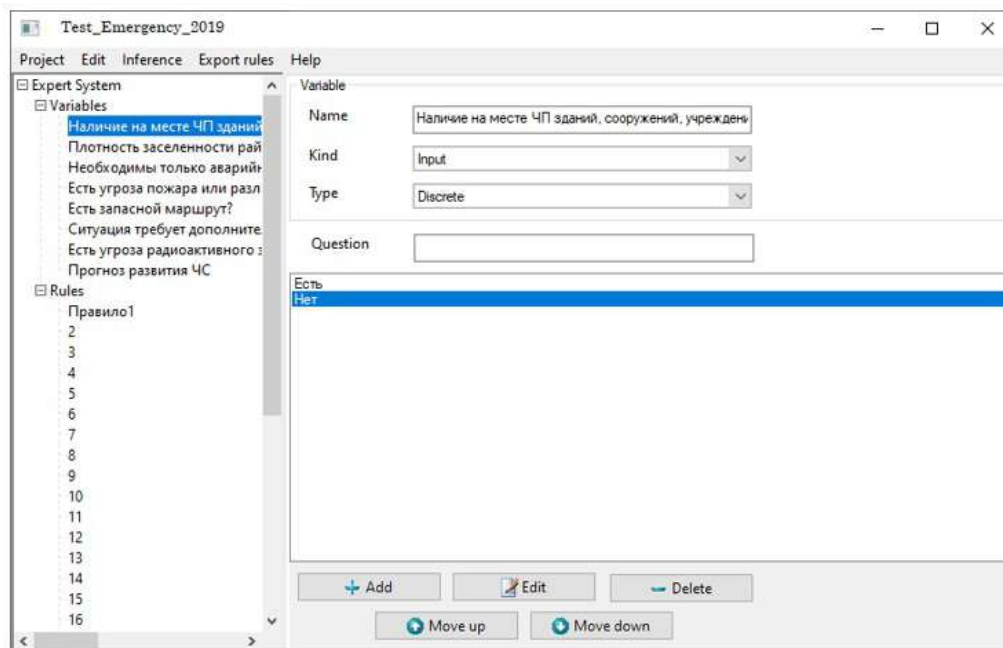 Test_Emergency_2019
Project Edit Inference Export rules Help
Expert System
Variables
Наличие на месте ЧП зданий
Плотность заселенности рай
Необходимы только аварийн
Есть угроза пожара или разл
Есть запасной маршрут?
Ситуация требует дополните
Есть угроза радиоактивного з
Прогноз развития ЧС
Rules
Правило1
2
3
4
5
6
7
8
9
10
11
12
13
14
15
16
Variable
Name Наличие на месте ЧП зданий, сооружений, учреждени
Kind Input
Type Discrete
Question
Есть
Нет
Add Edit Delete
Move up Move down